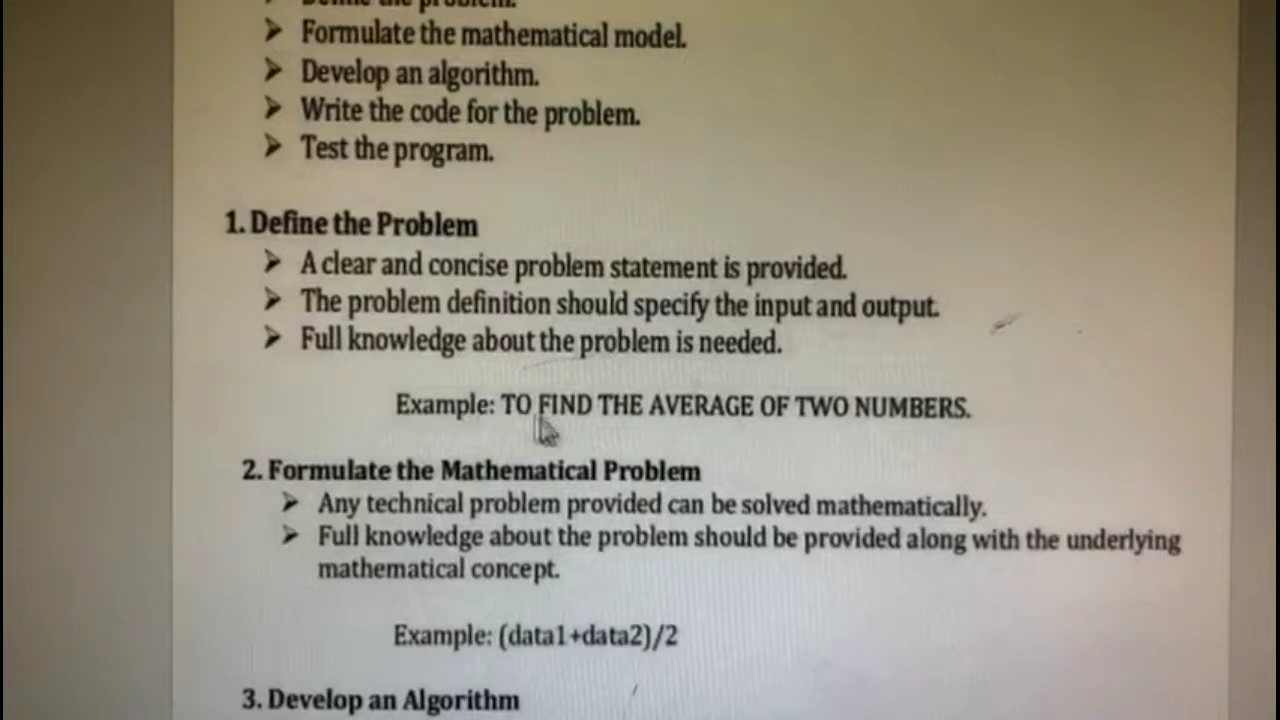 Define the problem.
➤ Formulate the mathematical model.
➤ Develop an algorithm.
➤ Write the code for the problem.
➤ Test the program.
1. Define the Problem
➤ A clear and concise problem statement is provided.
➤ The problem definition should specify the input and output.
➤ Full knowledge about the problem is needed.
Example: TO FIND THE AVERAGE OF TWO NUMBERS.
2. Formulate the Mathematical Problem
➤ Any technical problem provided can be solved mathematically.
➤ Full knowledge about the problem should be provided along with the underlying
mathematical concept.
Example: (data1+data2)/2
3. Develop an Algorithm